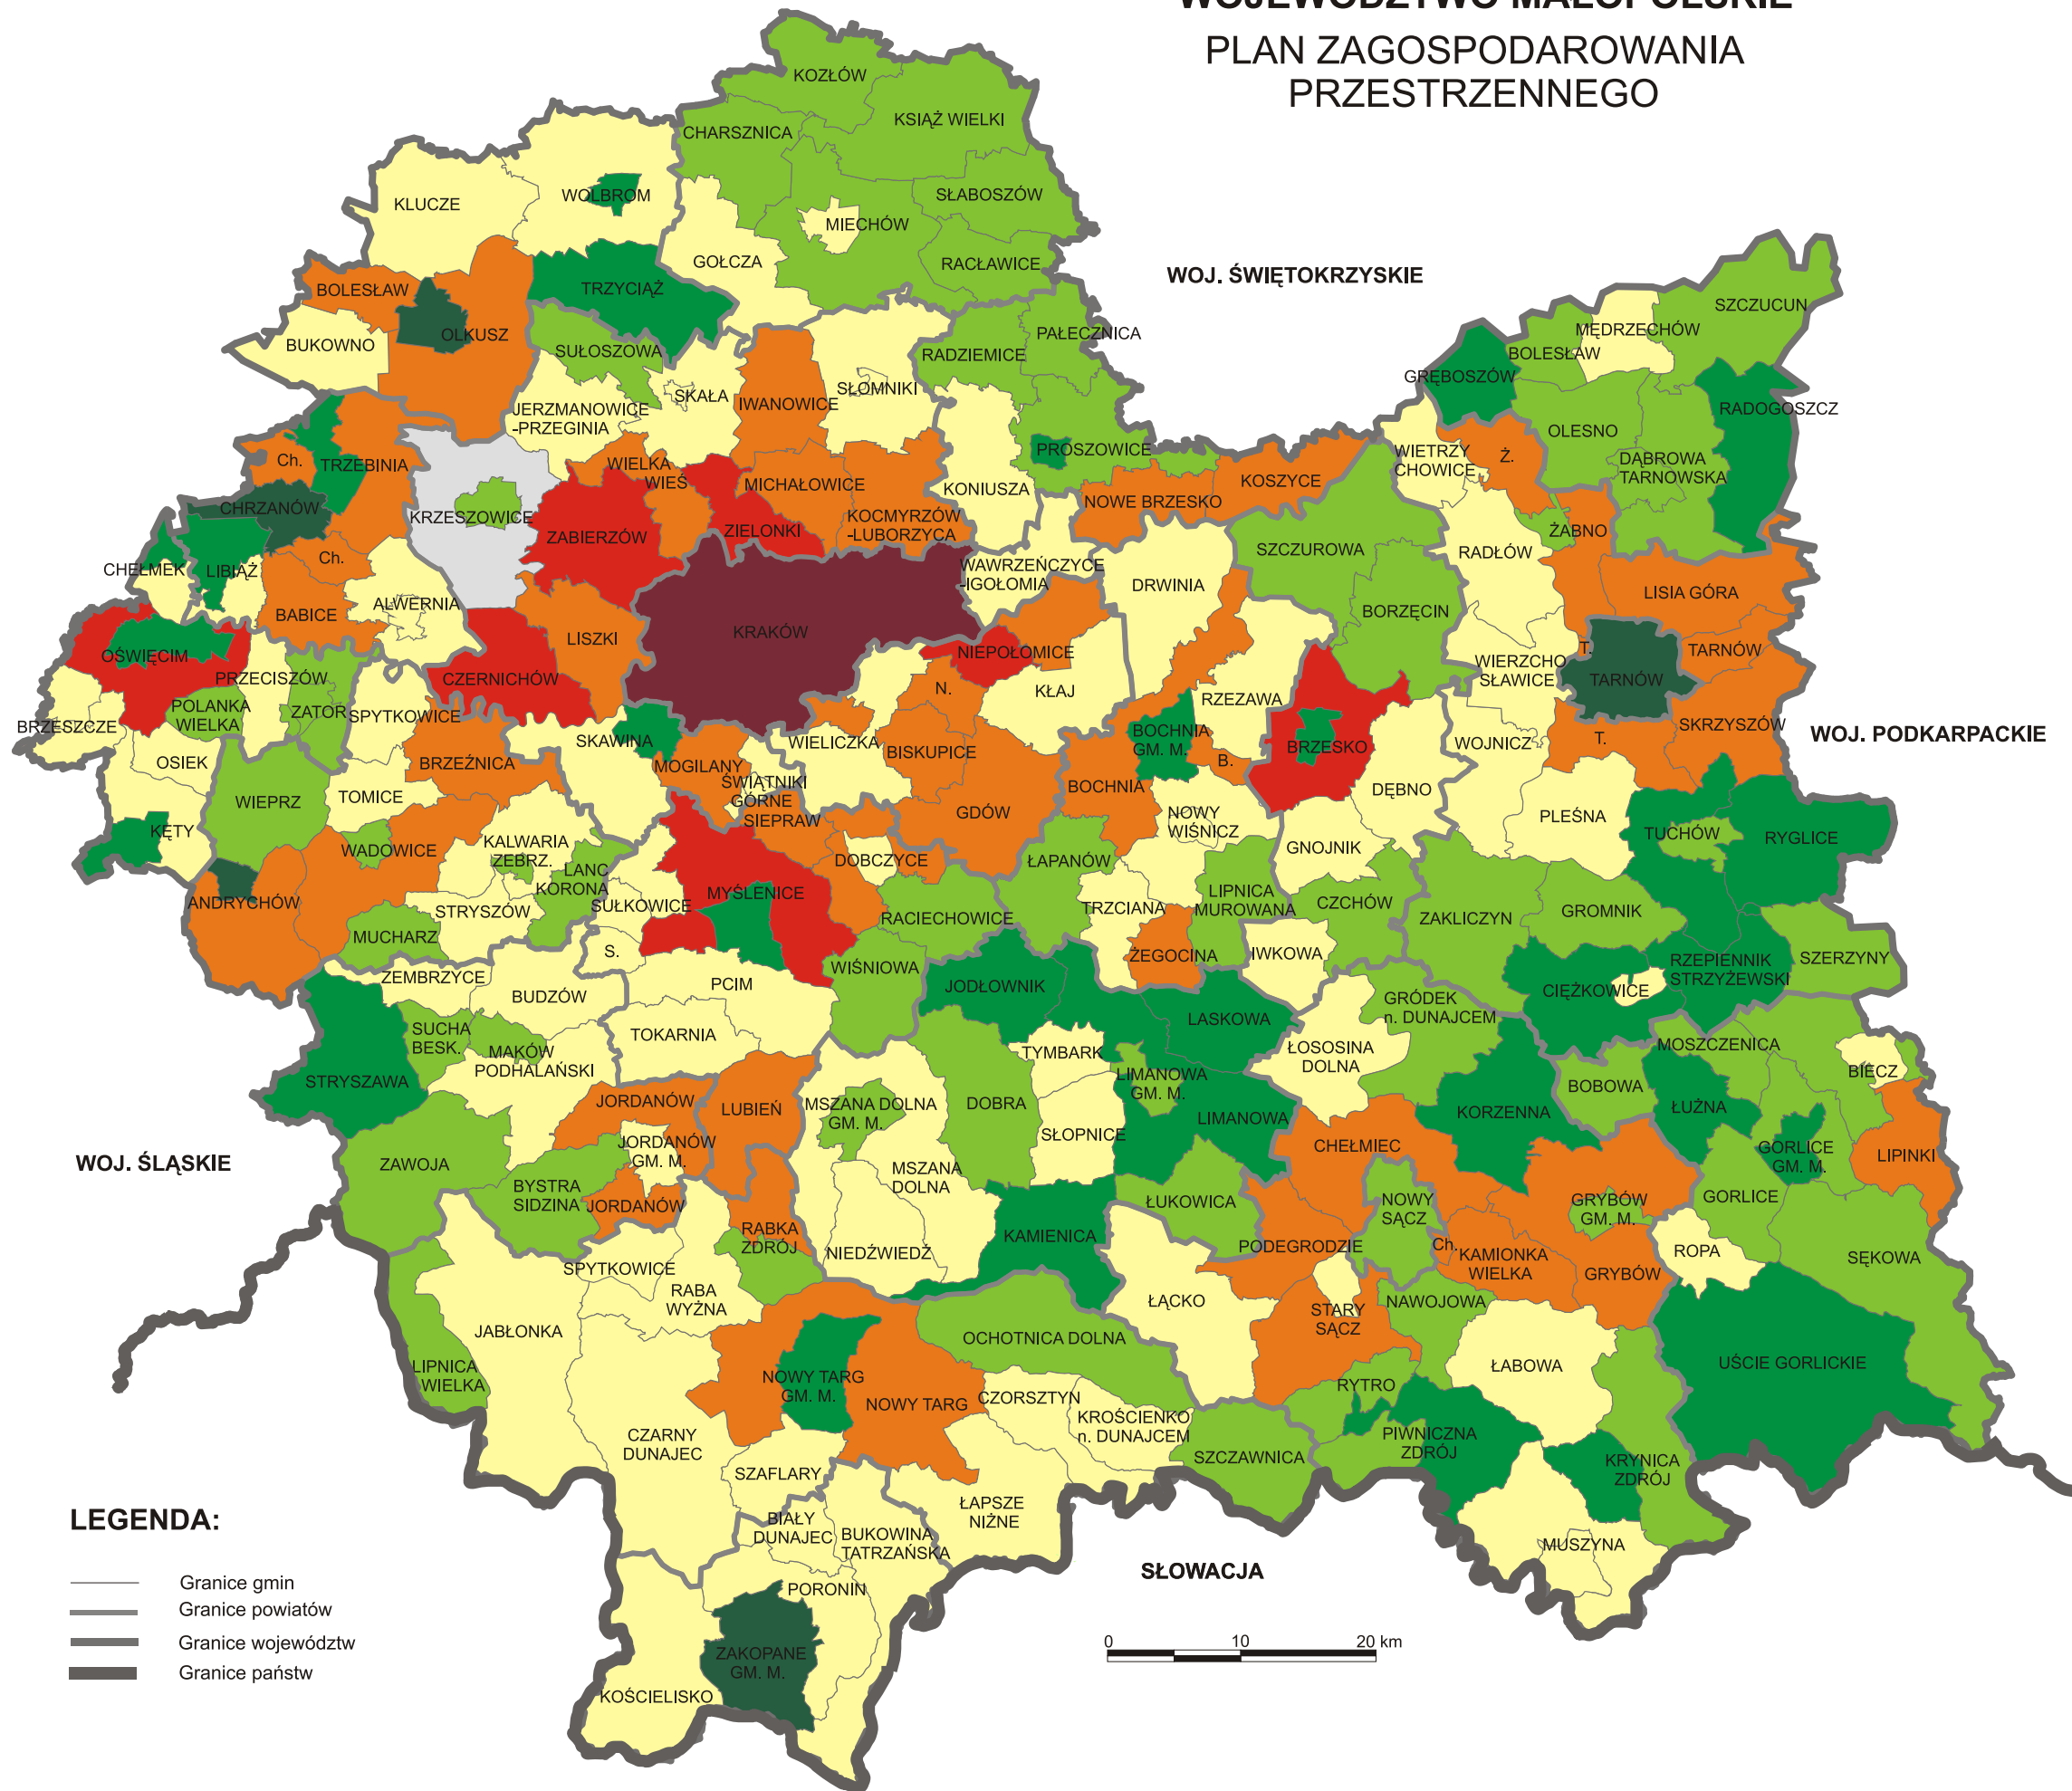 WOJEWÓDZTWO MAŁOPOLSKIE
PLAN ZAGOSPODAROWANIA
PRZESTRZENNEGO
KOZŁÓW
KSIĄŻ WIELKI
CHARSZNICA
SŁABOSZÓW
WOLBROM
KLUCZE
MIECHÓW
GOŁCZA
RACŁAWICE
WOJ. ŚWIĘTOKRZYSKIE
TRZYCIĄŻ
BOLESŁAW
OLKUSZ
BUKOWNO
SUŁOSZOWA
PAŁECZNICA
RADZIEMICE
SZCZUCUN
MĘDRZECHÓW
BOLESŁAW
GRĘBOSZÓW
SKAŁA
SŁOMNIKI
IWANOWICE
JERZMANOWICE
-PRZEGINIA
RADOGOSZCZ
OLESNO
PROSZOWICE
WIETRZY
CHOWICE
Ż.
DĄBROWA
TARNOWSKA
Ch.
TRZEBINIA
WIELKA
WIEŚ
MICHAŁOWICE
KONIUSZA
NOWE BRZESKO
KOSZYCE
CHRZANÓW
KRZESZOWICE
ZABIERZÓW
ZIELONKI
KOCMYRZÓW
-LUBORZYCA
ŻABNO
SZCZUROWA
RADŁÓW
Ch.
CHEŁMEK
LIBIĄŻ
WAWRZEŃCZYCE
-IGOŁOMIA
DRWINIA
LISIA GÓRA
ALWERNIA
BABICE
BORZĘCIN
LISZKI
KRAKÓW
OŚWIĘCIM
NIEPOŁOMICE
T.
TARNÓW
WIERZCHO
SŁAWICE
TARNÓW
PRZECISZÓW
CZERNICHÓW
N.
KŁAJ
RZEZAWA
POLANKA
WIELKA
ZATOR
SPYTKOWICE
BRZESZCZE
SKRZYSZÓW
WOJ. PODKARPACKIE
SKAWINA
WIELICZKA
BISKUPICE
BOCHNIA
GM. M.
BRZESKO
WOJNICZ
T.
OSIEK
BRZEŹNICA
MOGILANY
B.
ŚWIĄTNIKI
GÓRNE
BOCHNIA
DĘBNO
WIEPRZ
TOMICE
SIEPRAW
GDÓW
NOWY
WIŚNICZ
PLEŚNA
KĘTY
WADOWICE
KALWARIA
ZEBRZ.
DOBCZYCE
ŁAPANÓW
GNOJNIK
TUCHÓW
RYGLICE
LANC
KORONA
MYŚLENICE
LIPNICA
MUROWANA
ANDRYCHÓW
STRYSZÓW
SUŁKOWICE
RACIECHOWICE
TRZCIANA
CZCHÓW
ZAKLICZYN
GROMNIK
MUCHARZ
S.
ŻEGOCINA
IWKOWA
WIŚNIOWA
RZEPIENNIK
STRZYŻEWSKI
SZERZYNY
ZEMBRZYCE
BUDZÓW
PCIM
JODŁOWNIK
CIĘŻKOWICE
GRÓDEK
n. DUNAJCEM
LASKOWA
SUCHA
BESK.
TOKARNIA
MAKÓW
PODHALAŃSKI
TYMBARK
ŁOSOSINA
DOLNA
MOSZCZENICA
BIECZ
STRYSZAWA
LIMANOWA
GM. M.
BOBOWA
JORDANÓW
LUBIEŃ
MSZANA DOLNA
GM. M.
DOBRA
LIMANOWA
KORZENNA
ŁUŻNA
SŁOPNICE
JORDANÓW
GM. M.
CHEŁMIEC
GORLICE
GM. M.
LIPINKI
WOJ. ŚLĄSKIE
ZAWOJA
MSZANA
DOLNA
BYSTRA
SIDZINA
JORDANÓW
ŁUKOWICA
NOWY
SĄCZ
GRYBÓW
GM. M.
GORLICE
RABKA
ZDRÓJ
KAMIENICA
PODEGRODZIE
Ch.
KAMIONKA
WIELKA
ROPA
SĘKOWA
NIEDŹWIEDŹ
SPYTKOWICE
GRYBÓW
RABA
WYŻNA
ŁĄCKO
STARY
SĄCZ
NAWOJOWA
JABŁONKA
OCHOTNICA DOLNA
UŚCIE GORLICKIE
LIPNICA
WIELKA
ŁABOWA
NOWY TARG
GM. M.
RYTRO
NOWY TARG
CZORSZTYN
KROŚCIENKO
n. DUNAJCEM
CZARNY
DUNAJEC
PIWNICZNA
ZDRÓJ
SZCZAWNICA
KRYNICA
ZDRÓJ
SZAFLARY
ŁAPSZE
NIŻNE
LEGENDA:
BIAŁY
DUNAJEC
BUKOWINA
TATRZAŃSKA
MUSZYNA
SŁOWACJA
Granice gmin
PORONIN
Granice powiatów
Granice województw
0 10 20 km
ZAKOPANE
GM. M.
Granice państw
KOŚCIELISKO